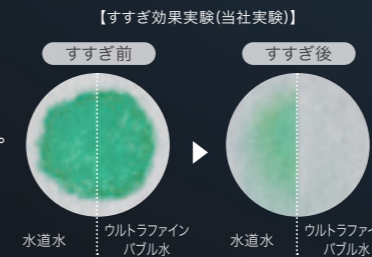 【すすぎ効果実験(当社実験)】
すすぎ前
すすぎ後
。
水道水
ウルトラファイン
バブル水
水道水
ウルトラファイ
バブル水